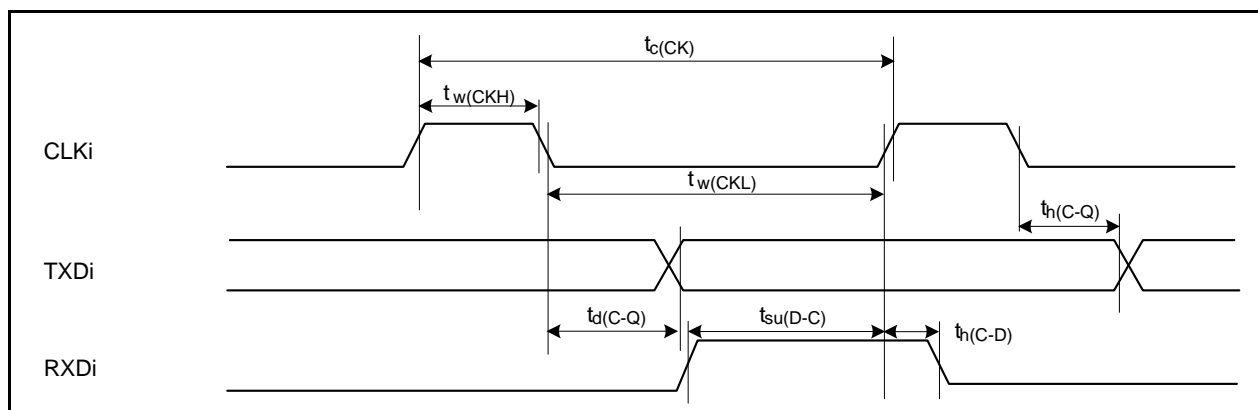 tc(CK)
tw(CKH)
CLKi
tw(CKL)
th(C-Q)
TXDi
td(C-Q)
tsu(D-C)
th(C-D)
RXDi